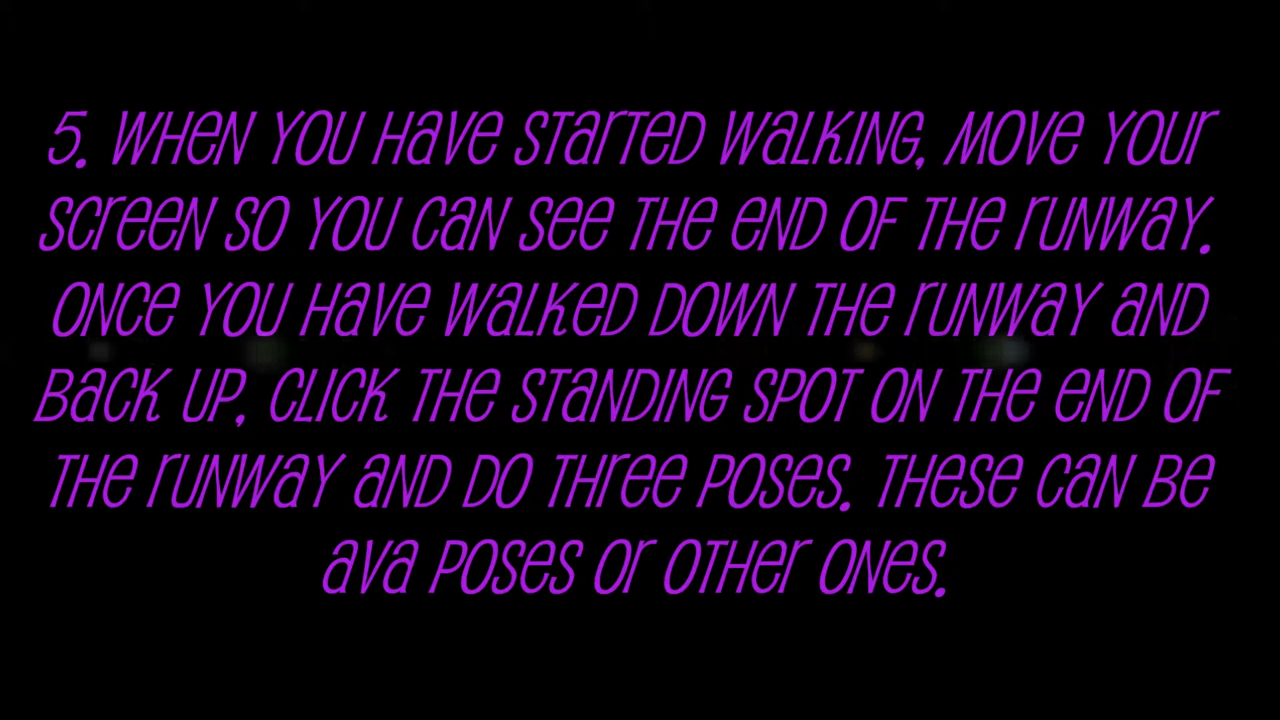 5. When you have started walking, move your
screen so you can see the end of the runway.
Once you have walked down the runway and
back up, click the standing spot on the end of
the runway and do three poses. These can be
ava poses or other ones.